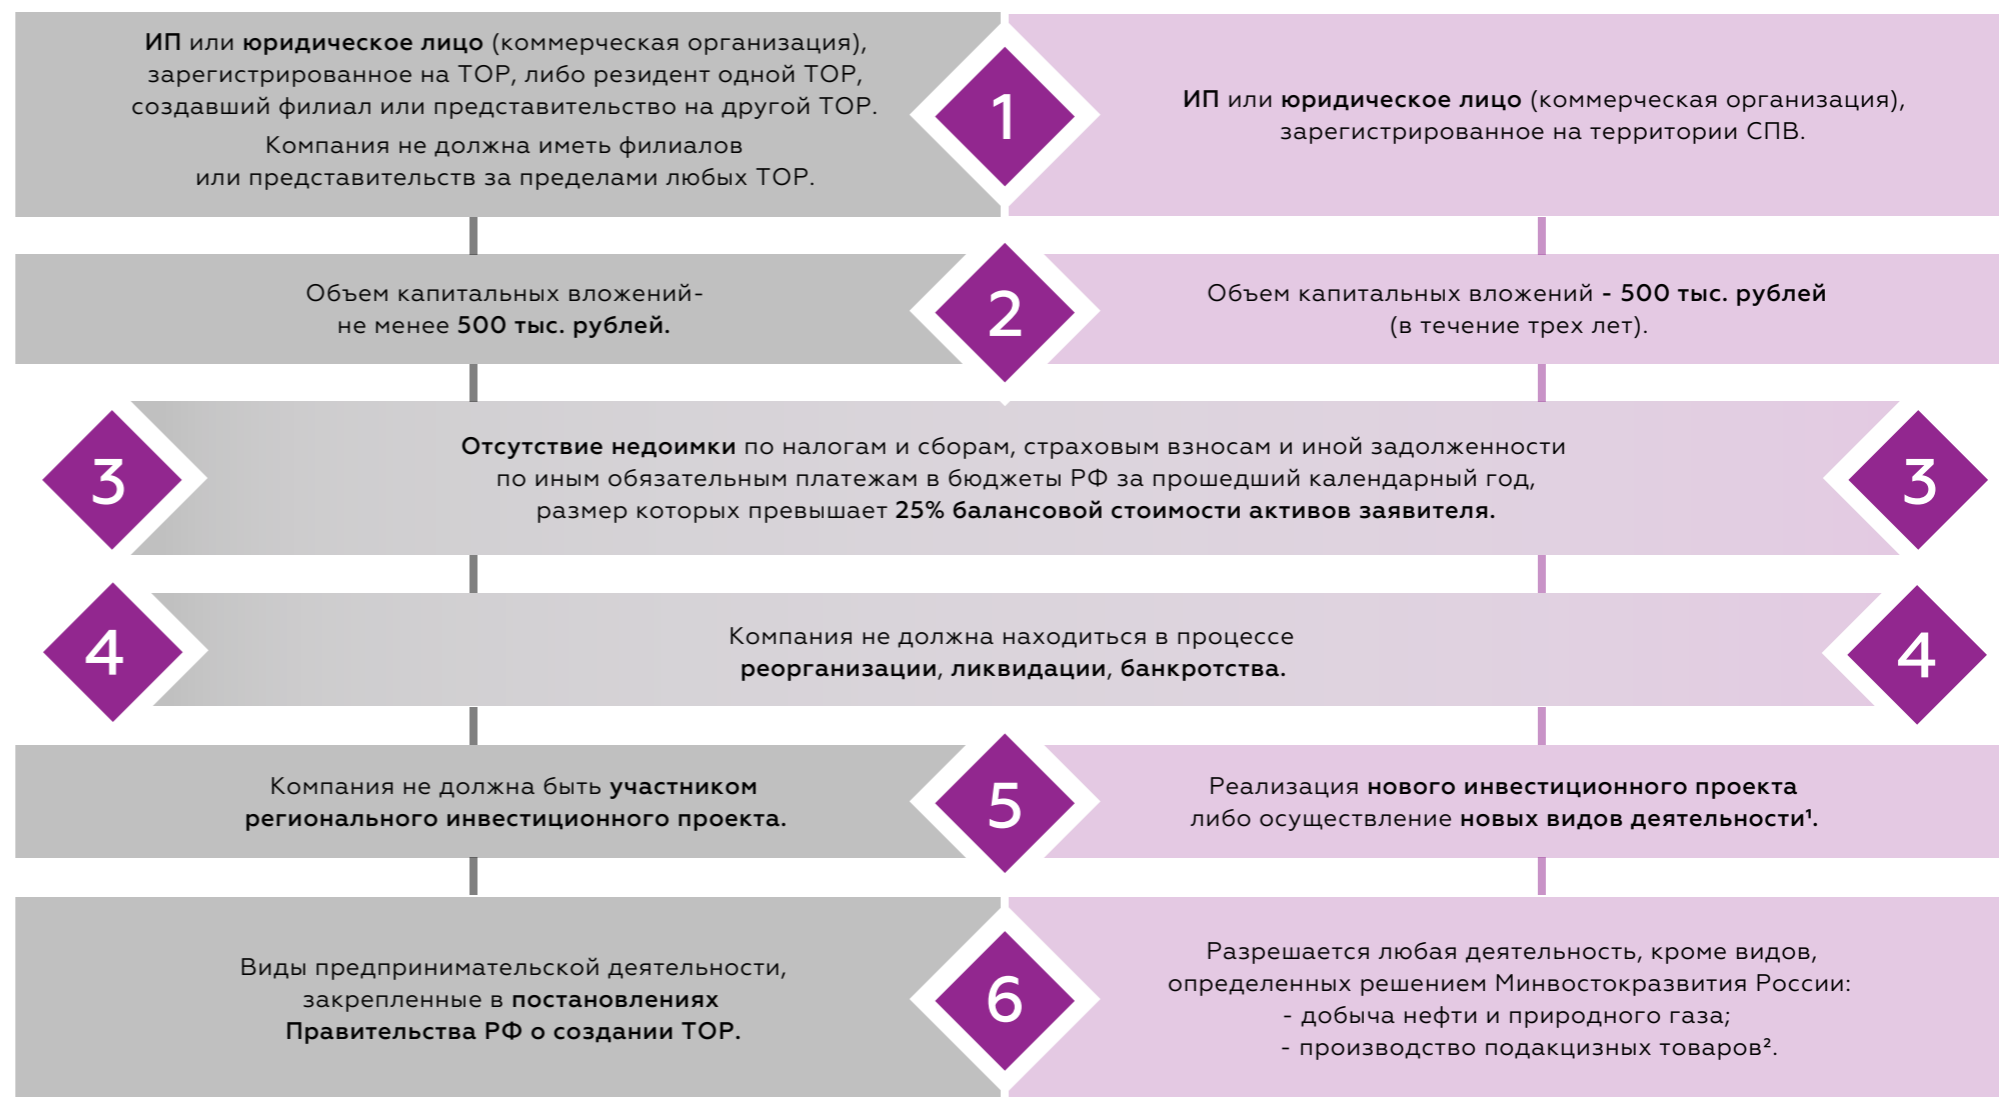 ИП или юридическое лицо (коммерческая организация),
зарегистрированное на ТОР, либо резидент одной ТОР,
создавший филиал или представительство на другой ТОР.
Компания не должна иметь филиалов
или представительств за пределами любых ТОР.
1
ИП или юридическое лицо (коммерческая организация),
зарегистрированное на территории СПВ.
Объем капитальных вложений-
не менее 500 тыс. рублей.
2
Объем капитальных вложений - 500 тыс. рублей
(в течение трех лет).
3
Отсутствие недоимки по налогам и сборам, страховым взносам и иной задолженности
по иным обязательным платежам в бюджеты РФ за прошедший календарный год,
размер которых превышает 25% балансовой стоимости активов заявителя.
3
4
Компания не должна находиться в процессе
реорганизации, ликвидации, банкротства.
4
Компания не должна быть участником
регионального инвестиционного проекта.
5
Реализация нового инвестиционного проекта
либо осуществление новых видов деятельности¹.
Виды предпринимательской деятельности,
закрепленные в постановлениях
Правительства РФ о создании ТОР.
6
Разрешается любая деятельность, кроме видов,
определенных решением Минвостокразвития России:
- добыча нефти и природного газа;
- производство подакцизных товаров².